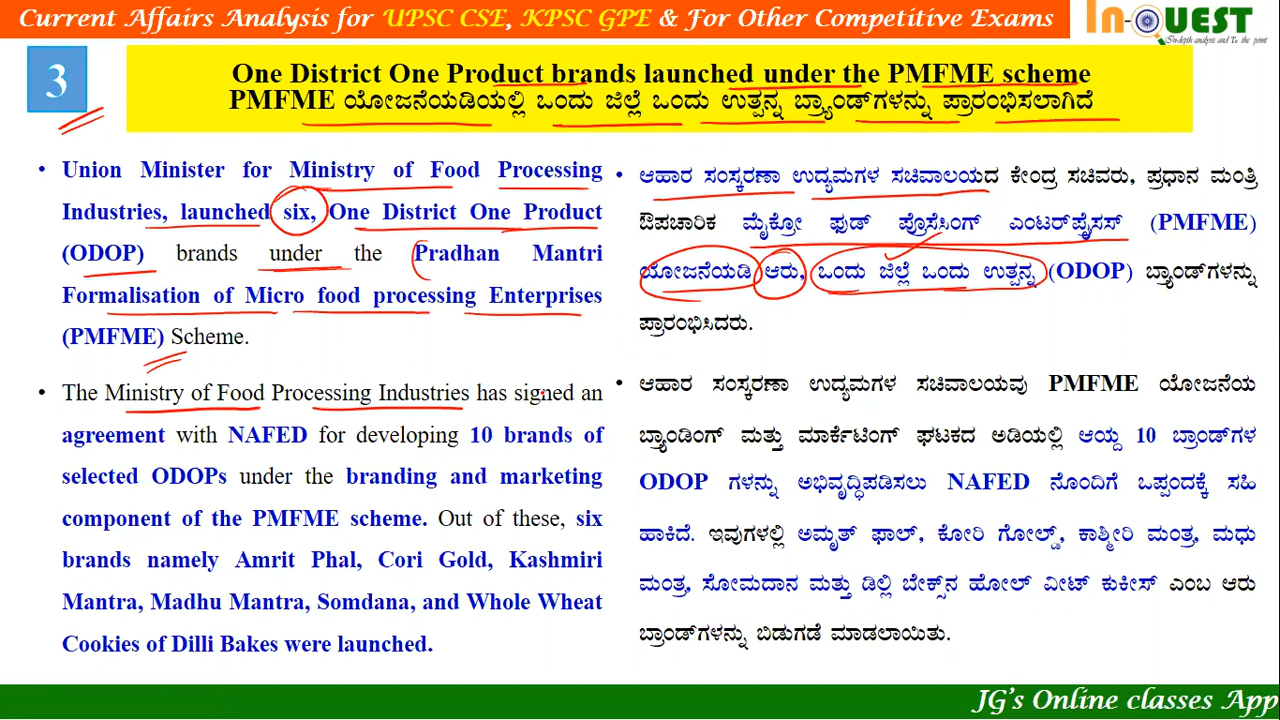 Current Affairs Analysis for UPSC CSE, KPSC GPE & For Other Competitive Exams
In-QUEST
In-depth analysis and To the point
3
One District One Product brands launched under the PMFME scheme
PMFME ಯೋಜನೆಯಡಿಯಲ್ಲಿ ಒಂದು ಜಿಲ್ಲೆ ಒಂದು ಉತ್ಪನ್ನ ಬ್ರ್ಯಾಂಡ್‌ಗಳನ್ನು ಪ್ರಾರಂಭಿಸಲಾಗಿದೆ
• Union Minister for Ministry of Food Processing
Industries, launched six, One District One Product
(ODOP) brands under the Pradhan Mantri
Formalisation of Micro food processing Enterprises
(PMFME) Scheme.
• The Ministry of Food Processing Industries has signed an
agreement with NAFED for developing 10 brands of
selected ODOPs under the branding and marketing
component of the PMFME scheme. Out of these, six
brands namely Amrit Phal, Cori Gold, Kashmiri
Mantra, Madhu Mantra, Somdana, and Whole Wheat
Cookies of Dilli Bakes were launched.
• ಆಹಾರ ಸಂಸ್ಕರಣಾ ಉದ್ಯಮಗಳ ಸಚಿವಾಲಯದ ಕೇಂದ್ರ ಸಚಿವರು, ಪ್ರಧಾನ ಮಂತ್ರಿ
ಔಪಚಾರಿಕ ಮೈಕ್ರೋ ಫುಡ್ ಪ್ರೊಸೆಸಿಂಗ್ ಎಂಟರ್‌ಪ್ರೈಸಸ್ (PMFME)
ಯೋಜನೆಯಡಿ ಆರು, ಒಂದು ಜಿಲ್ಲೆ ಒಂದು ಉತ್ಪನ್ನ (ODOP) ಬ್ರ್ಯಾಂಡ್‌ಗಳನ್ನು
ಪ್ರಾರಂಭಿಸಿದರು.
• ಆಹಾರ ಸಂಸ್ಕರಣಾ ಉದ್ಯಮಗಳ ಸಚಿವಾಲಯವು PMFME ಯೋಜನೆಯ
ಬ್ರ್ಯಾಂಡಿಂಗ್ ಮತ್ತು ಮಾರ್ಕೆಟಿಂಗ್ ಘಟಕದ ಅಡಿಯಲ್ಲಿ ಆಯ್ದ 10 ಬ್ರಾಂಡ್‌ಗಳ
ODOP ಗಳನ್ನು ಅಭಿವೃದ್ಧಿಪಡಿಸಲು NAFED ನೊಂದಿಗೆ ಒಪ್ಪಂದಕ್ಕೆ ಸಹಿ
ಹಾಕಿದೆ. ಇವುಗಳಲ್ಲಿ ಅಮೃತ್ ಫಾಲ್, ಕೋರಿ ಗೋಲ್ಡ್, ಕಾಶ್ಮೀರಿ ಮಂತ್ರ, ಮಧು
ಮಂತ್ರ, ಸೋಮದಾನ ಮತ್ತು ಡಿಲ್ಲಿ ಬೇಕ್ಸ್‌ನ ಹೋಲ್ ವೀಟ್ ಕುಕೀಸ್ ಎಂಬ ಆರು
ಬ್ರಾಂಡ್‌ಗಳನ್ನು ಬಿಡುಗಡೆ ಮಾಡಲಾಯಿತು.
JG's Online classes App